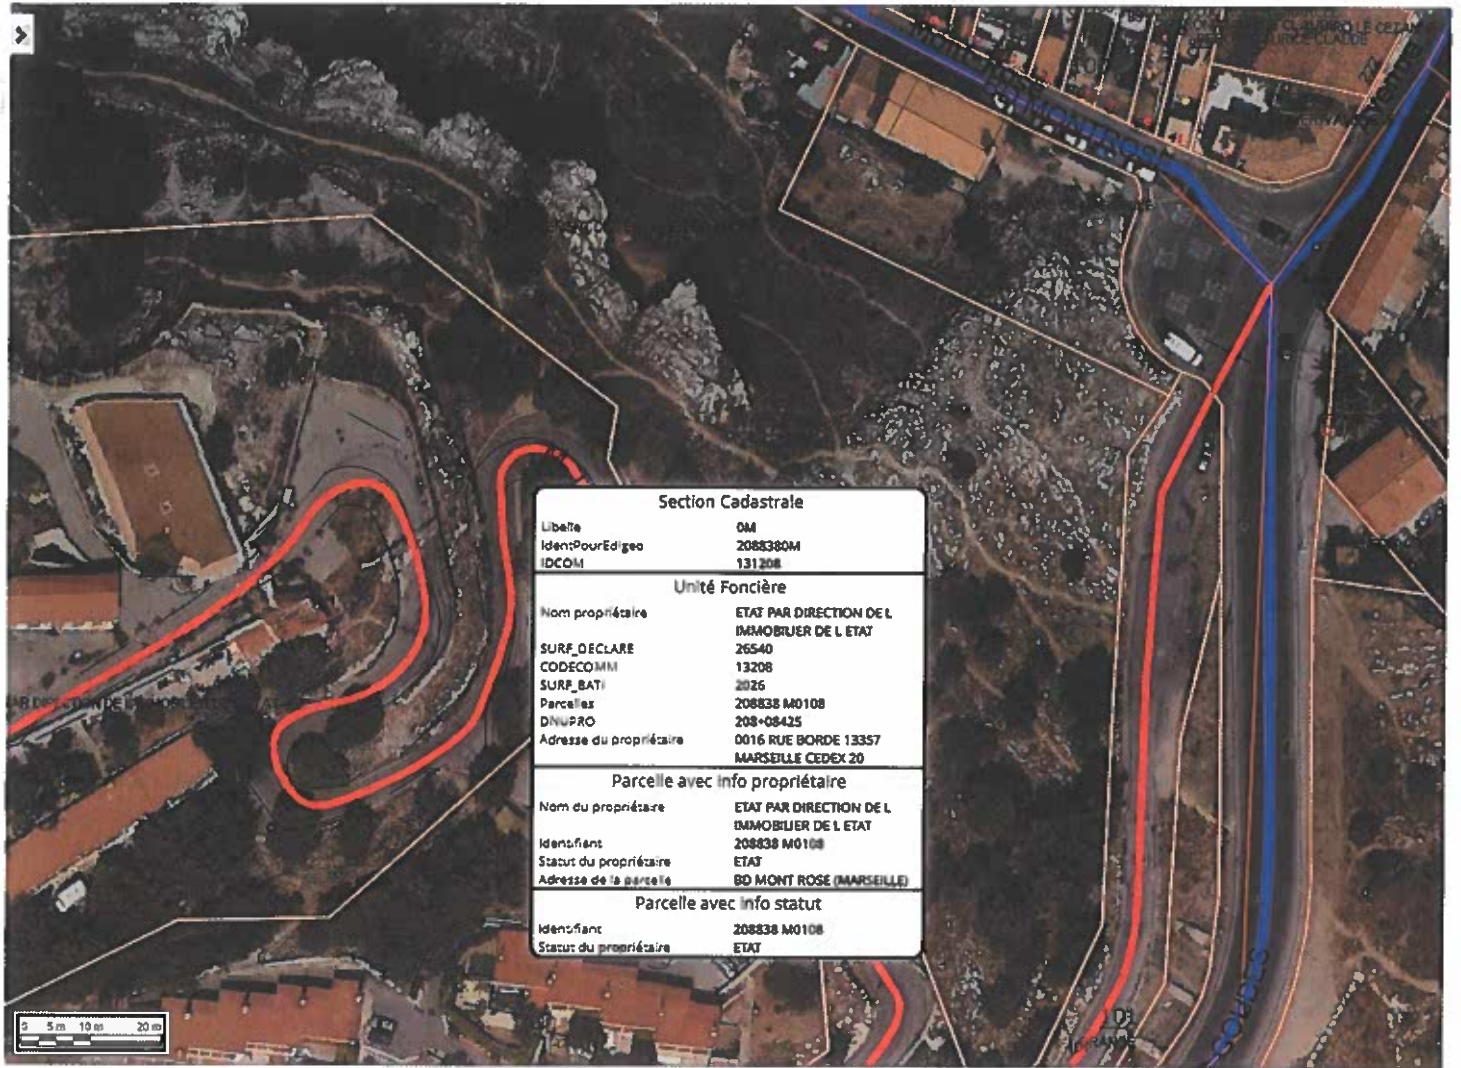 MONT ROSE
Section Cadastrale
Libelle 0M
IdentPourEdigeo 2088380M
IDCOM 131208
Unité Foncière
Nom propriétaire ETAT PAR DIRECTION DE L
IMMOBILIER DE L ETAT
SURF_DECLARE 26540
CODECOMM 13208
SURF_BATI 2026
Parcelles 208838 M0108
DNUPRO 208+08425
Adresse du propriétaire 0016 RUE BORDE 13357
MARSEILLE CEDEX 20
Parcelle avec info propriétaire
Nom du propriétaire ETAT PAR DIRECTION DE L
IMMOBILIER DE L ETAT
Identifiant 208838 M0108
Statut du propriétaire ETAT
Adresse de la parcelle BD MONT ROSE (MARSEILLE)
Parcelle avec info statut
Identifiant 208838 M0108
Statut du propriétaire ETAT
GOUDES
0 5 m 10 m 20 m